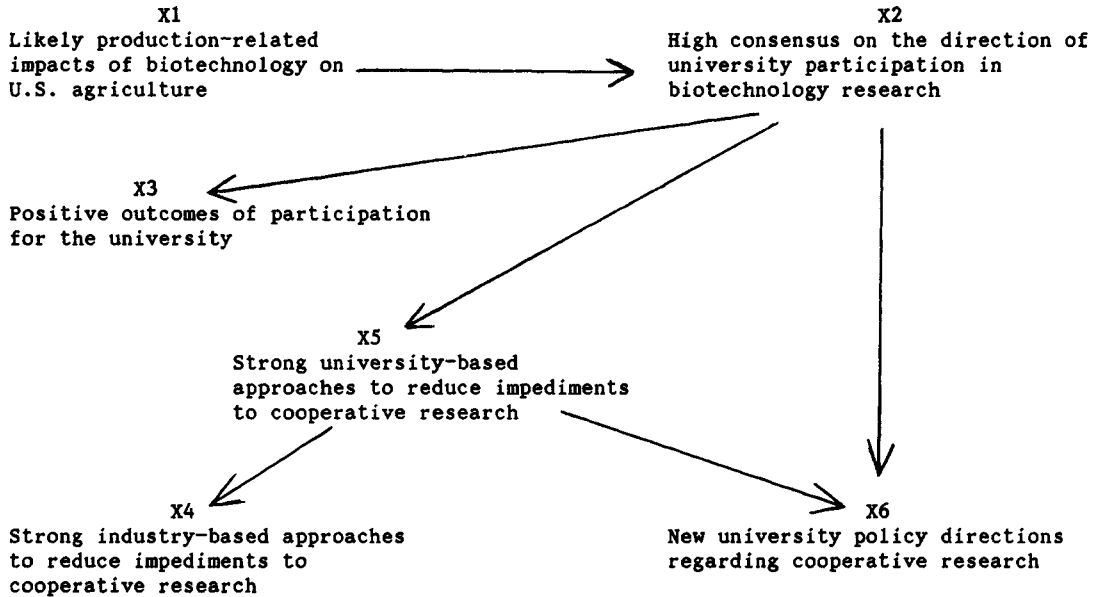 X1
Likely production-related
impacts of biotechnology on
U.S. agriculture
X2
High consensus on the direction of
university participation in
biotechnology research
X3
Positive outcomes of participation
for the university
X5
Strong university-based
approaches to reduce impediments
to cooperative research
X4
Strong industry-based approaches
to reduce impediments to
cooperative research
X6
New university policy directions
regarding cooperative research